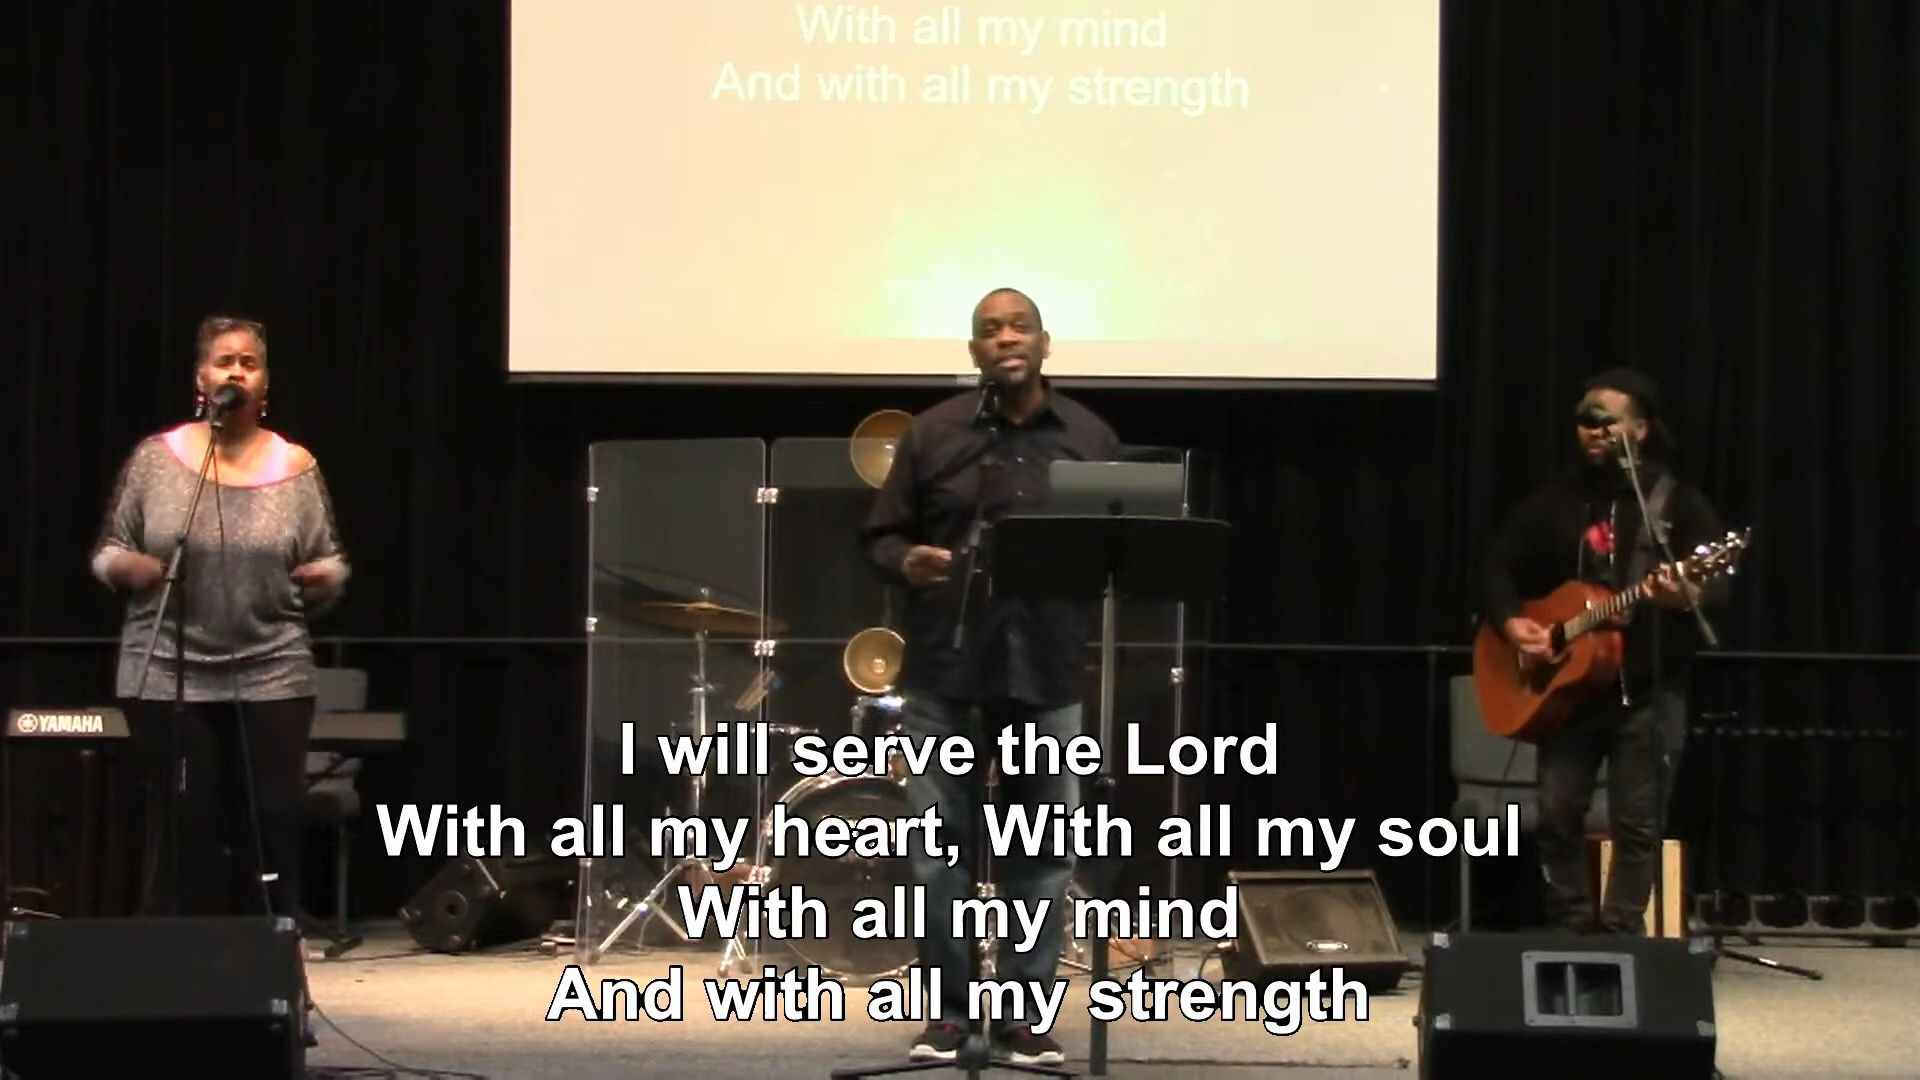 With all my mind
And with all my strength
YAMAHA
I will serve the Lord
With all my heart, With all my soul
With all my mind
And with all my strength